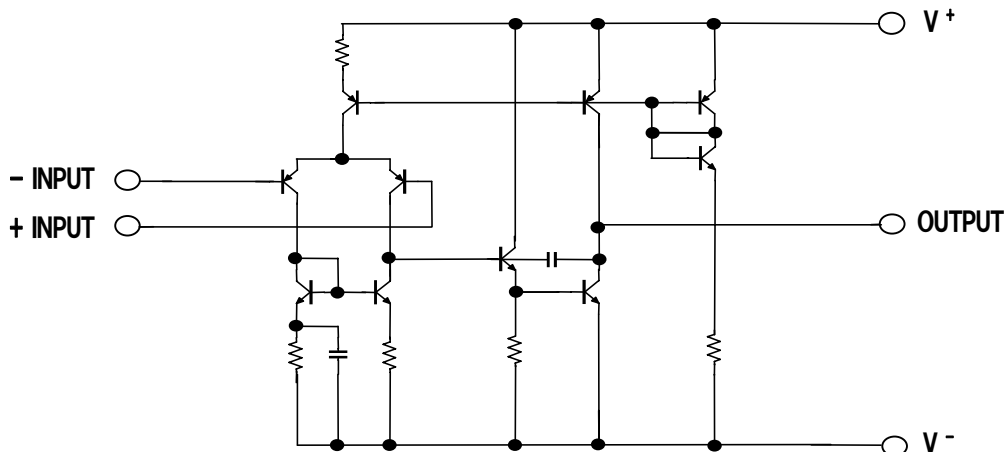 V+
- INPUT
+ INPUT
OUTPUT
V-